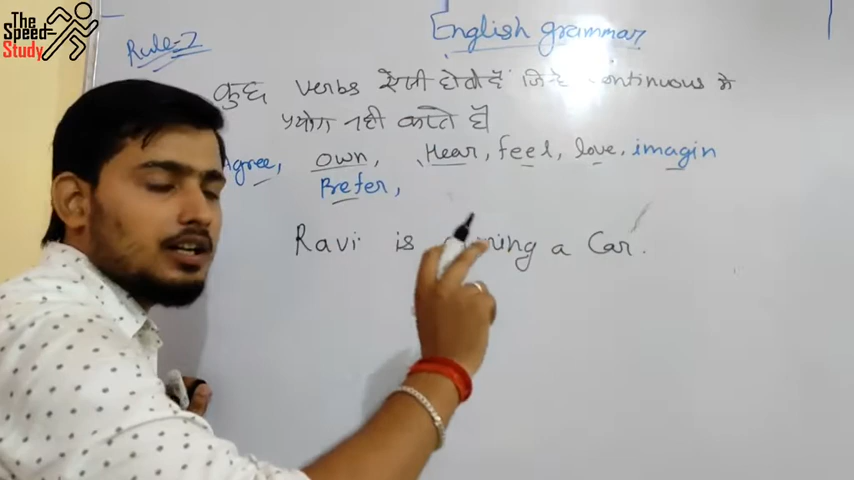 The
Speed
Study
English grammar
Rule-2
कुछ verbs ऐसी होती हैं जिन्हे continuous मे
प्रयोग नही करते है
Agree, own, Hear, feel, love, imagin
Prefer,
Ravi is a Car.